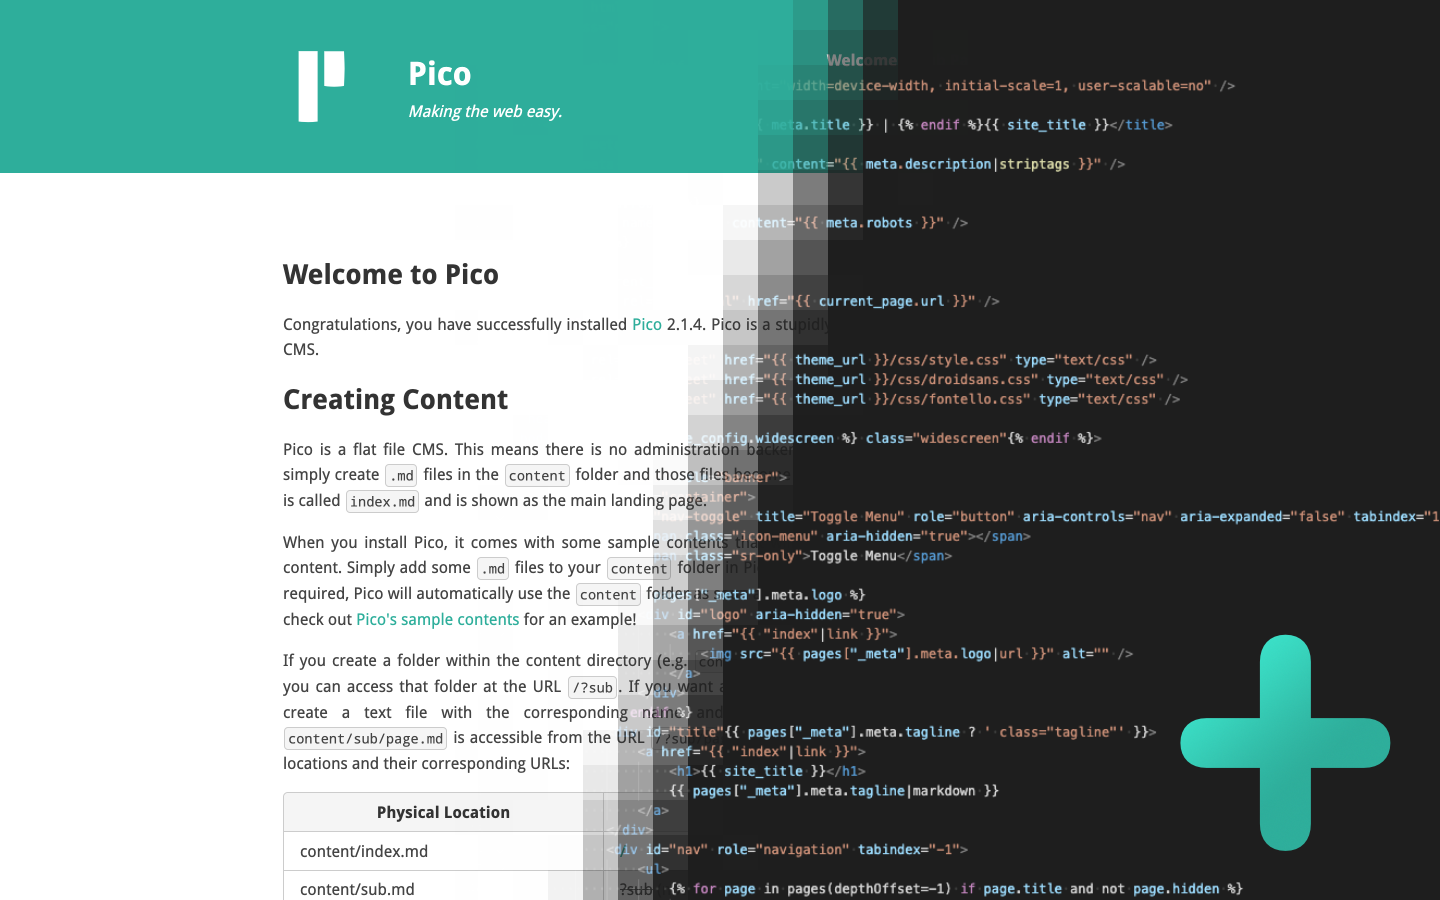 Pico
Making the web easy.
Welcome to Pico
Congratulations, you have successfully installed Pico 2.1.4. Pico is a stupidly
CMS.
Creating Content
Pico is a flat file CMS. This means there is no administration backen
simply create .md files in the content folder and those files
is called index.md and is shown as the main landing page.
When you install Pico, it comes with some sample contents
content. Simply add some .md files to your content folder in
required, Pico will automatically use the content folder
check out Pico's sample contents for an example!
If you create a folder within the content directory (e.g.
you can access that folder at the URL /?sub. If you want
create a text file with the corresponding name and
content/sub/page.md is accessible from the URL /?su
locations and their corresponding URLs:
Physical Location
content/index.md
content/sub.md
?sub
Welcome
width=device-width, initial-scale=1, user-scalable=no" />
meta.title }} | {% endif %}{{ site_title }}</title>
" content="{{ meta.description|striptags }}" />
content="{{ meta.robots }}" />
l" href="{{ current_page.url }}" />
href="{{ theme_url }}/css/style.css" type="text/css" />
href="{{ theme_url }}/css/droidsans.css" type="text/css" />
href="{{ theme_url }}/css/fontello.css" type="text/css" />
config.widescreen %} class="widescreen"{% endif %}>
banner">
tainer">
nav-toggle" title="Toggle Menu" role="button" aria-controls="nav" aria-expanded="false" tabindex="1
class="icon-menu" aria-hidden="true"></span>
class="sr-only">Toggle Menu</span>
pages["_meta"].meta.logo %}
iv id="logo" aria-hidden="true">
<a href="{{ "index"|link }}">
<img src="{{ pages["_meta"].meta.logo|url }}" alt="" />
</a>
div>
%}
id="title"{{ pages["_meta"].meta.tagline ? ' class="tagline"' }}>
<a href="{{ "index"|link }}">
<h1>{{ site_title }}</h1>
{{ pages["_meta"].meta.tagline|markdown }}
</a>
</div>
<div id="nav" role="navigation" tabindex="-1">
<ul>
{% for page in pages(depthOffset=-1) if page.title and not page.hidden %}